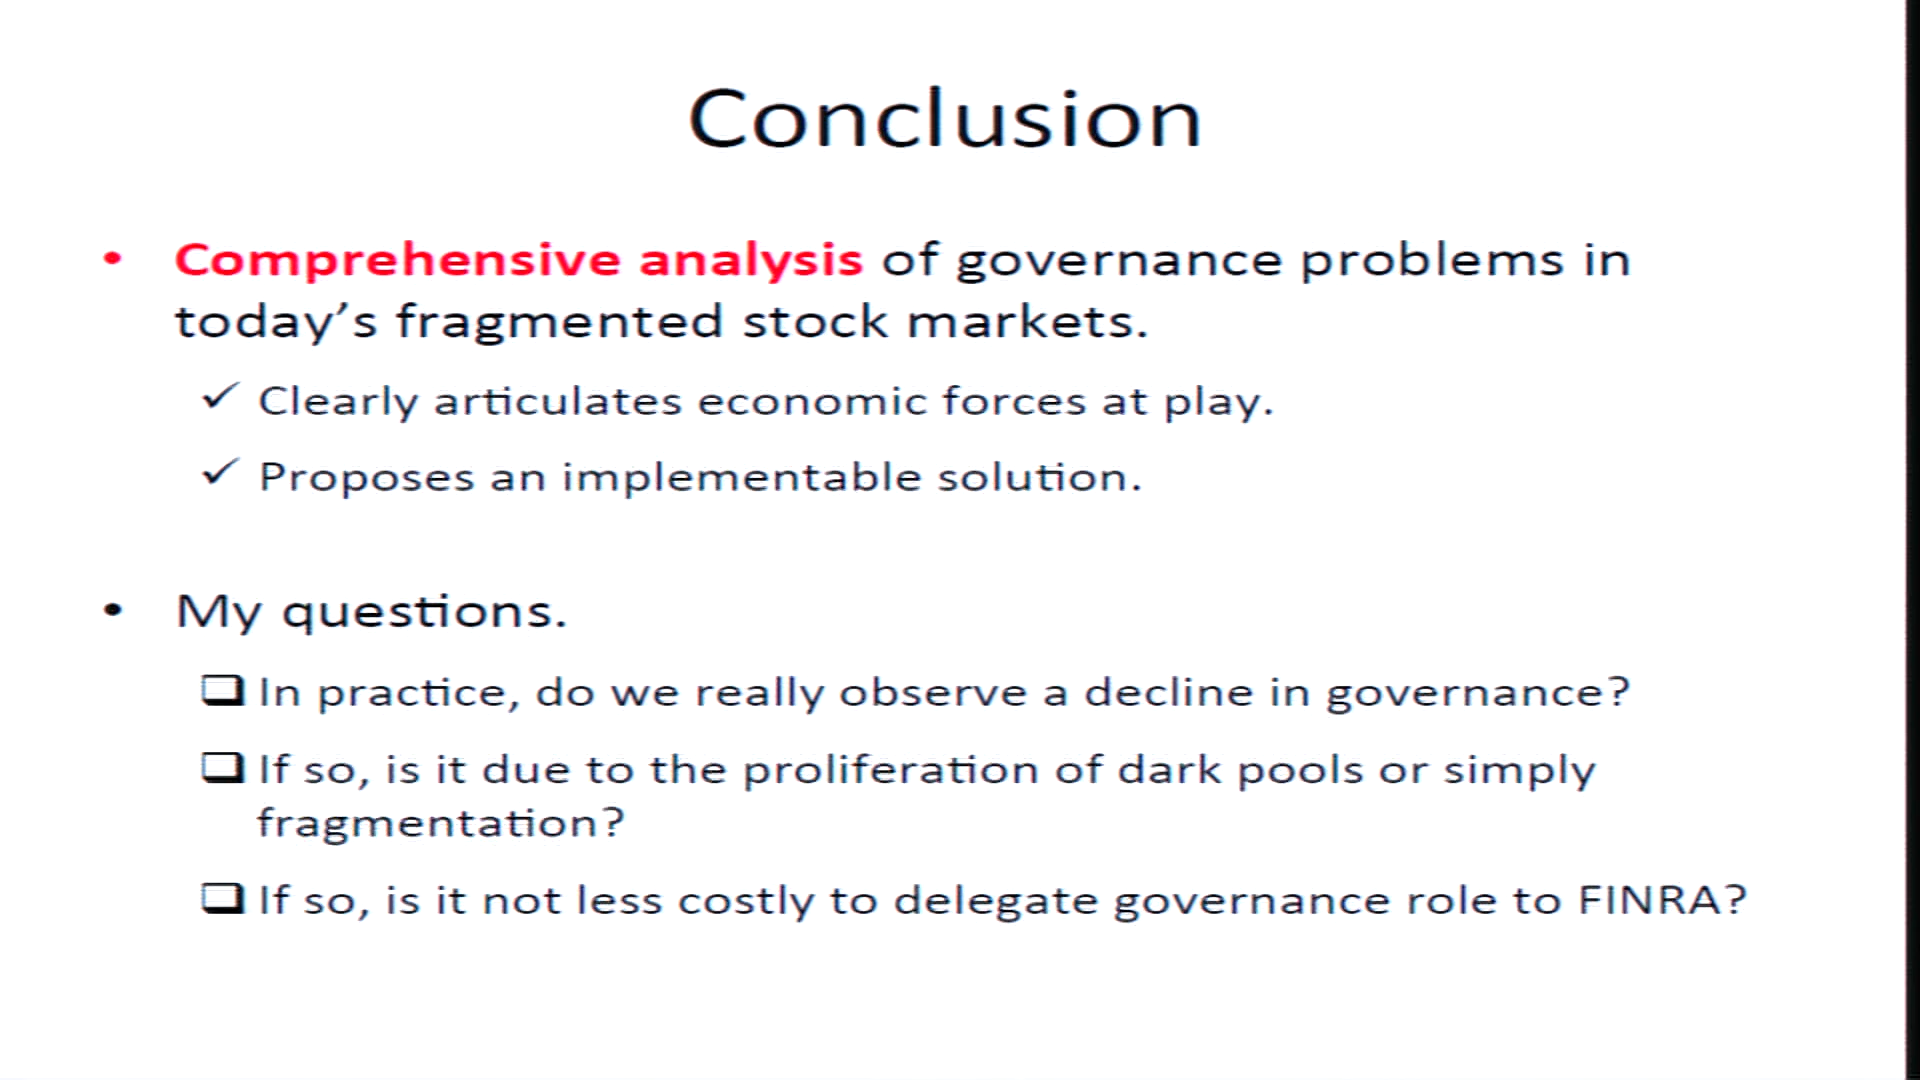 Conclusion
• Comprehensive analysis of governance problems in
today’s fragmented stock markets.
✓ Clearly articulates economic forces at play.
✓ Proposes an implementable solution.
• My questions.
❑ In practice, do we really observe a decline in governance?
❑ If so, is it due to the proliferation of dark pools or simply
fragmentation?
❑ If so, is it not less costly to delegate governance role to FINRA?